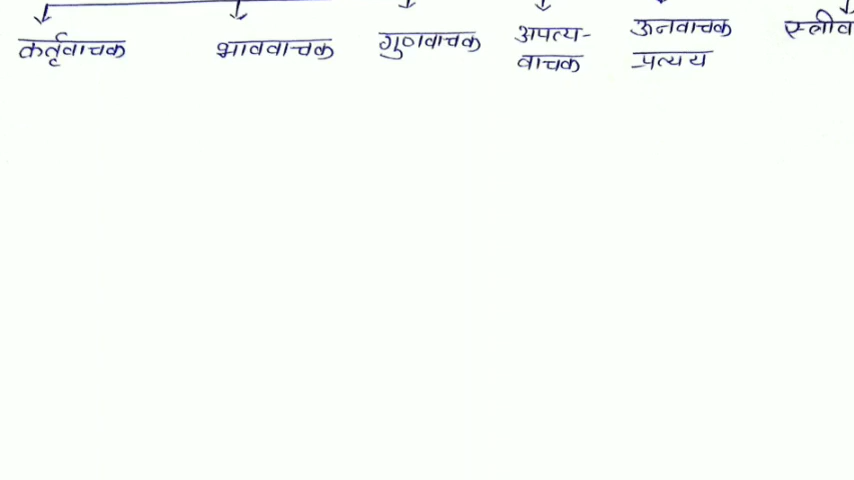 कर्तृवाचक भाववाचक गुणवाचक अपत्य- ऊनवाचक स्त्रीव
वाचक प्रत्यय